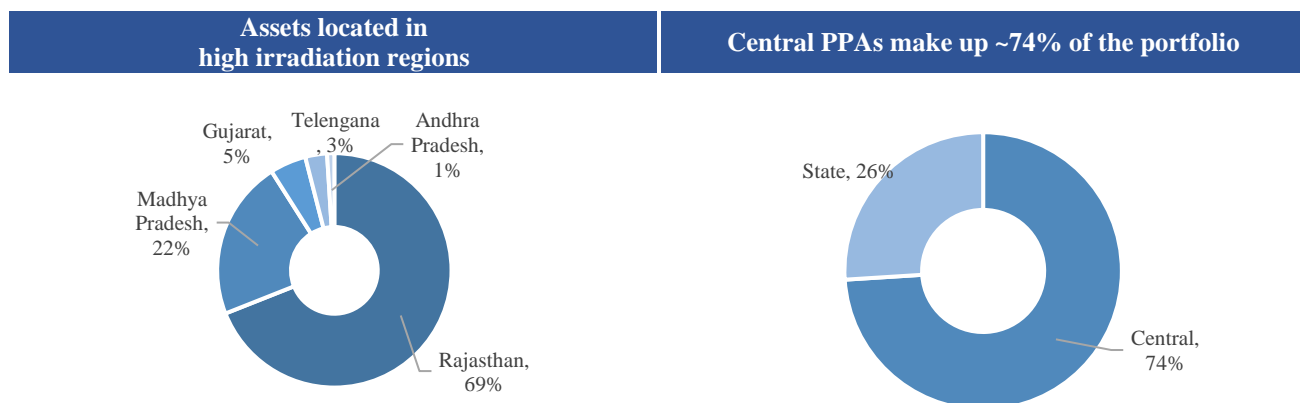 Assets located in
high irradiation regions
Central PPAs make up ~74% of the portfolio
Gujarat,
5%
Telengana
, 3%
Andhra
Pradesh,
1%
Madhya
Pradesh,
22%
Rajasthan,
69%
State, 26%
Central,
74%